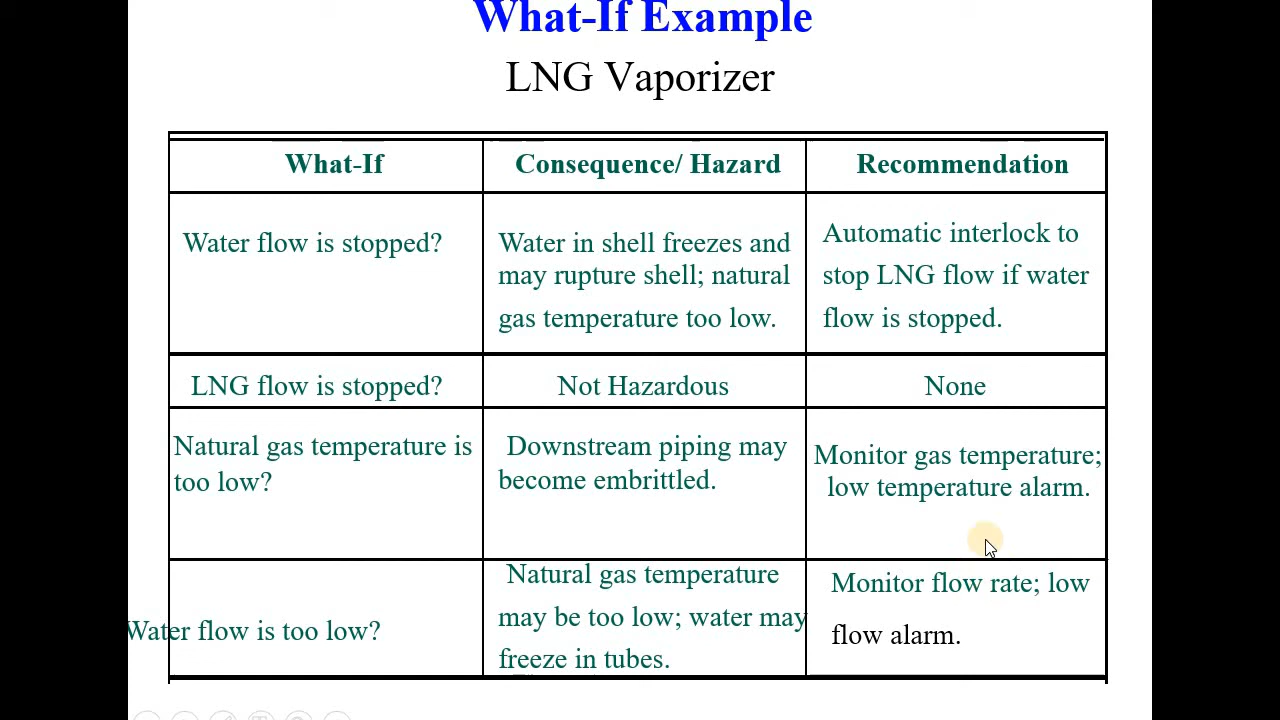 What-If Example
LNG Vaporizer
What-If
Consequence/ Hazard
Recommendation
Water flow is stopped?
Water in shell freezes and
may rupture shell; natural
gas temperature too low.
Automatic interlock to
stop LNG flow if water
flow is stopped.
LNG flow is stopped?
Not Hazardous
None
Natural gas temperature is
too low?
Downstream piping may
become embrittled.
Monitor gas temperature;
low temperature alarm.
Water flow is too low?
Natural gas temperature
may be too low; water may
freeze in tubes.
Monitor flow rate; low
flow alarm.